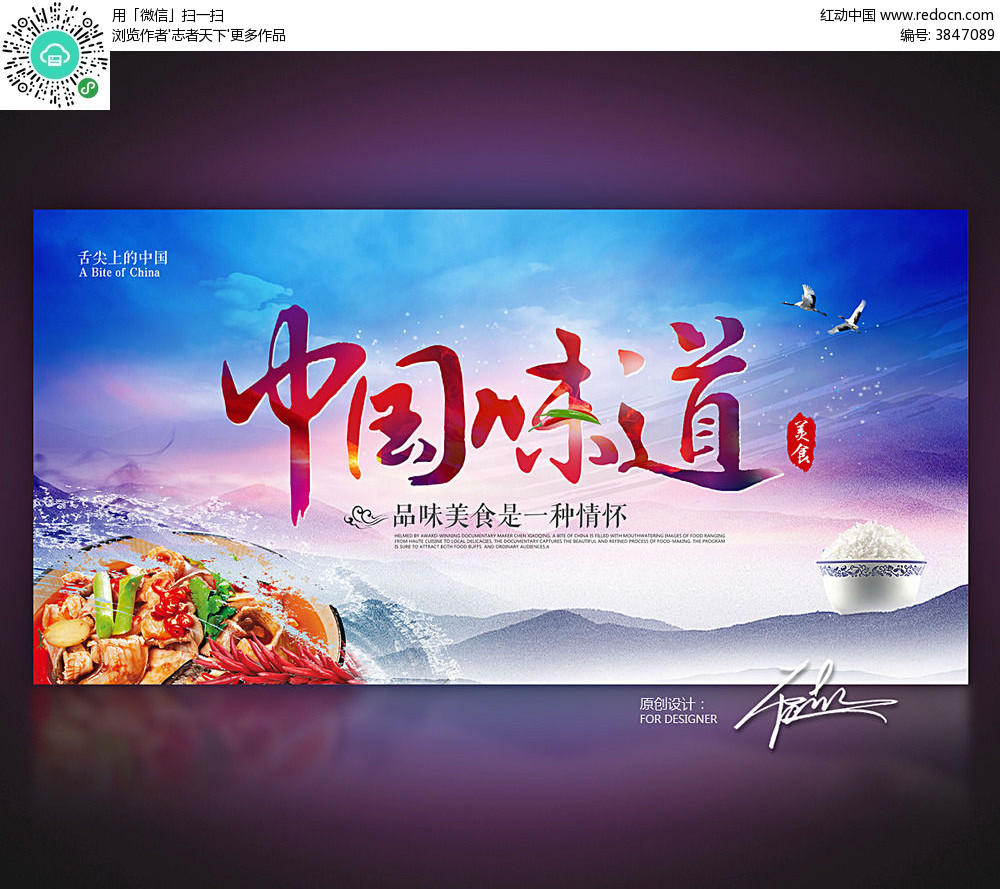 用「微信」扫一扫
浏览作者'志者天下'更多作品
红动中国 www.redocn.com
编号: 3847089
舌尖上的中国
A Bite of China
中国味道
美食
品味美食是一种情怀
HELMED BY AWARD-WINNING DOCUMENTARY MAKER CHEN XIAOQING, A BITE OF CHINA IS FILLED WITH MOUTHWATERING IMAGES OF FOOD RANGING
FROM HAUTE CUISINE TO LOCAL DELICACIES, THE DOCUMENTARY CAPTURES THE BEAUTIFUL AND REFINED PROCESS OF FOOD-MAKING. THE PROGRAM
IS SURE TO ATTRACT BOTH FOOD BUFFS AND ORDINARY AUDIENCES.A
原创设计：
FOR DESIGNER